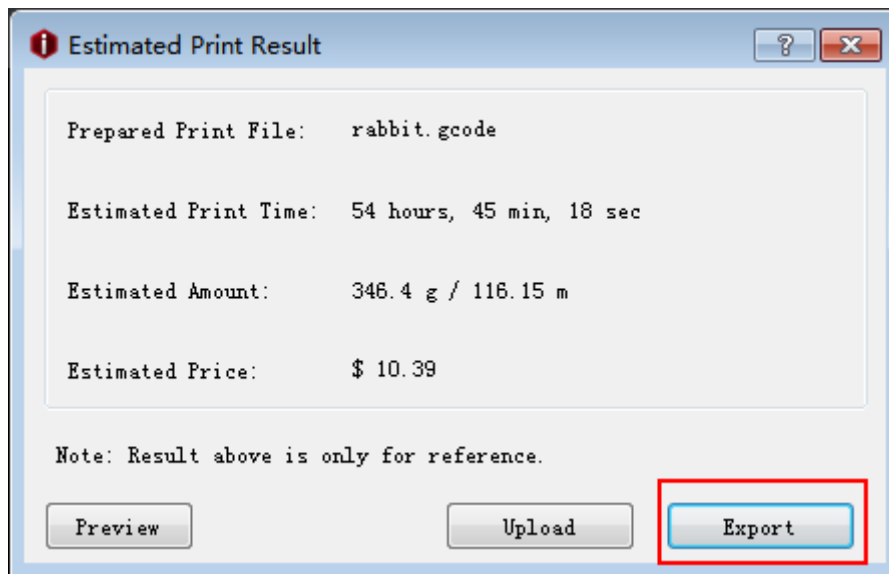 Estimated Print Result
Prepared Print File: rabbit.gcode
Estimated Print Time: 54 hours, 45 min, 18 sec
Estimated Amount: 346.4 g / 116.15 m
Estimated Price: $ 10.39
Note: Result above is only for reference.
Preview Upload Export